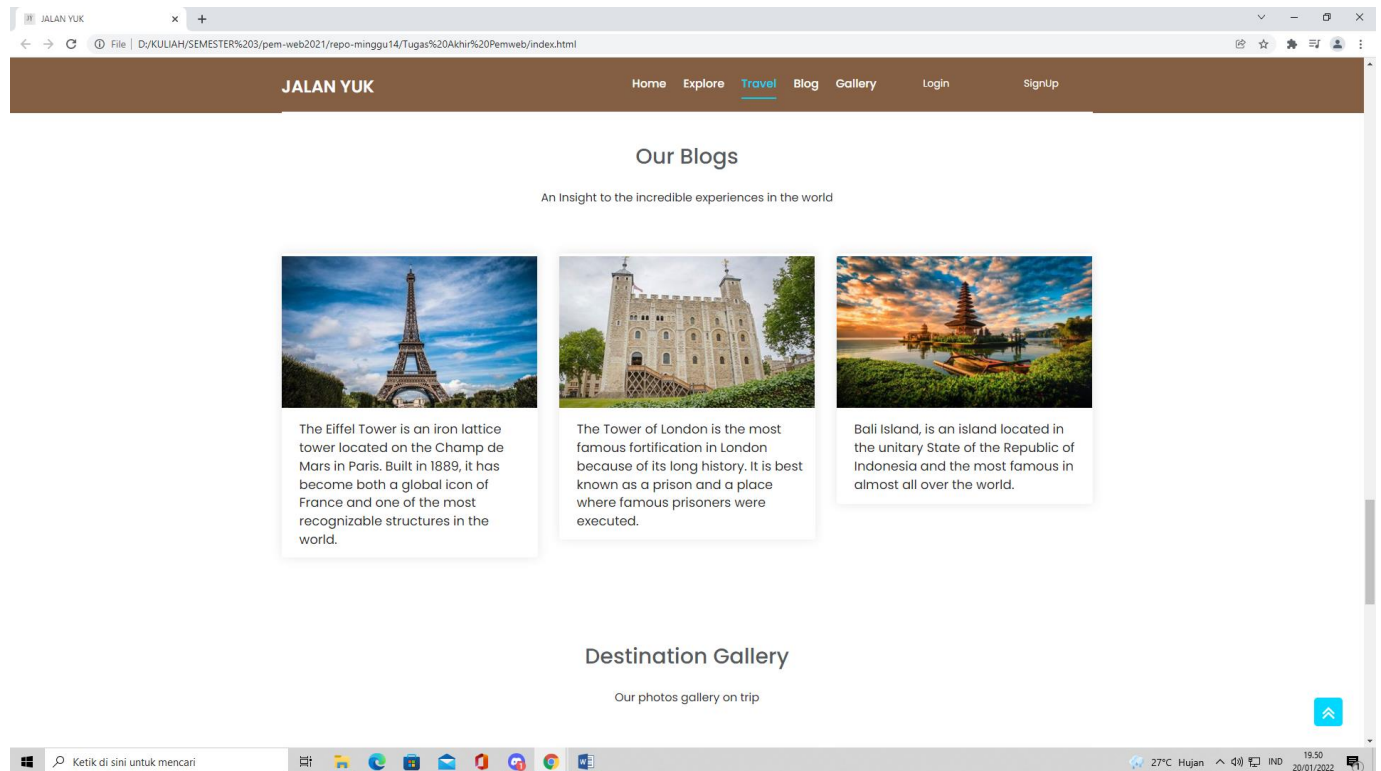 JALAN YUK
File | D:/KULIAH/SEMESTER%203/pem-web2021/repo-minggu14/Tugas%20Akhir%20Pemweb/index.html
JALAN YUK Home Explore Travel Blog Gallery Login SignUp
Our Blogs
An Insight to the incredible experiences in the world
The Eiffel Tower is an iron lattice
tower located on the Champ de
Mars in Paris. Built in 1889, it has
become both a global icon of
France and one of the most
recognizable structures in the
world.
The Tower of London is the most
famous fortification in London
because of its long history. It is best
known as a prison and a place
where famous prisoners were
executed.
Bali Island, is an island located in
the unitary State of the Republic of
Indonesia and the most famous in
almost all over the world.
Destination Gallery
Our photos gallery on trip
Ketik di sini untuk mencari
27°C Hujan IND 19.50
20/01/2022